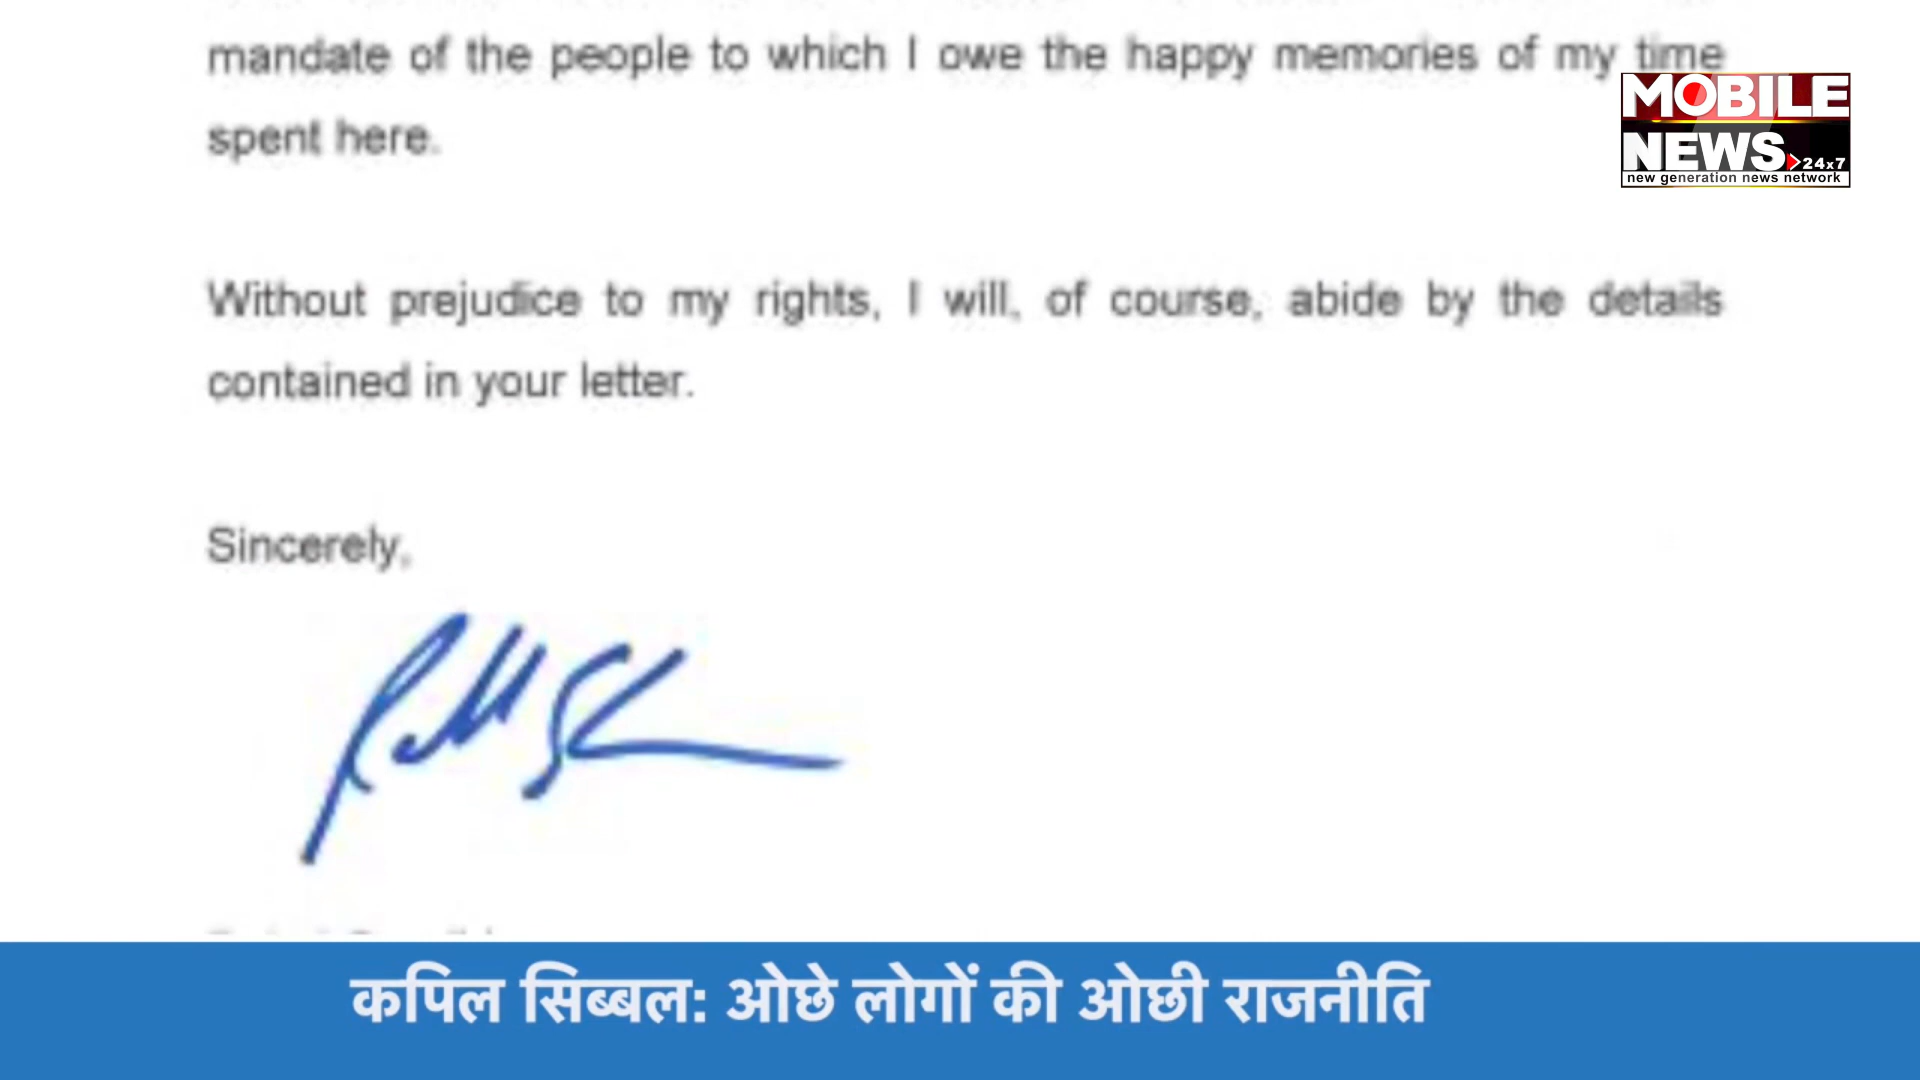 mandate of the people to which I owe the happy memories of my time
spent here.
MOBILE
NEWS 24x7
new generation news network
Without prejudice to my rights, I will, of course, abide by the details
contained in your letter.
Sincerely,
कपिल सिब्बल: ओछे लोगों की ओछी राजनीति